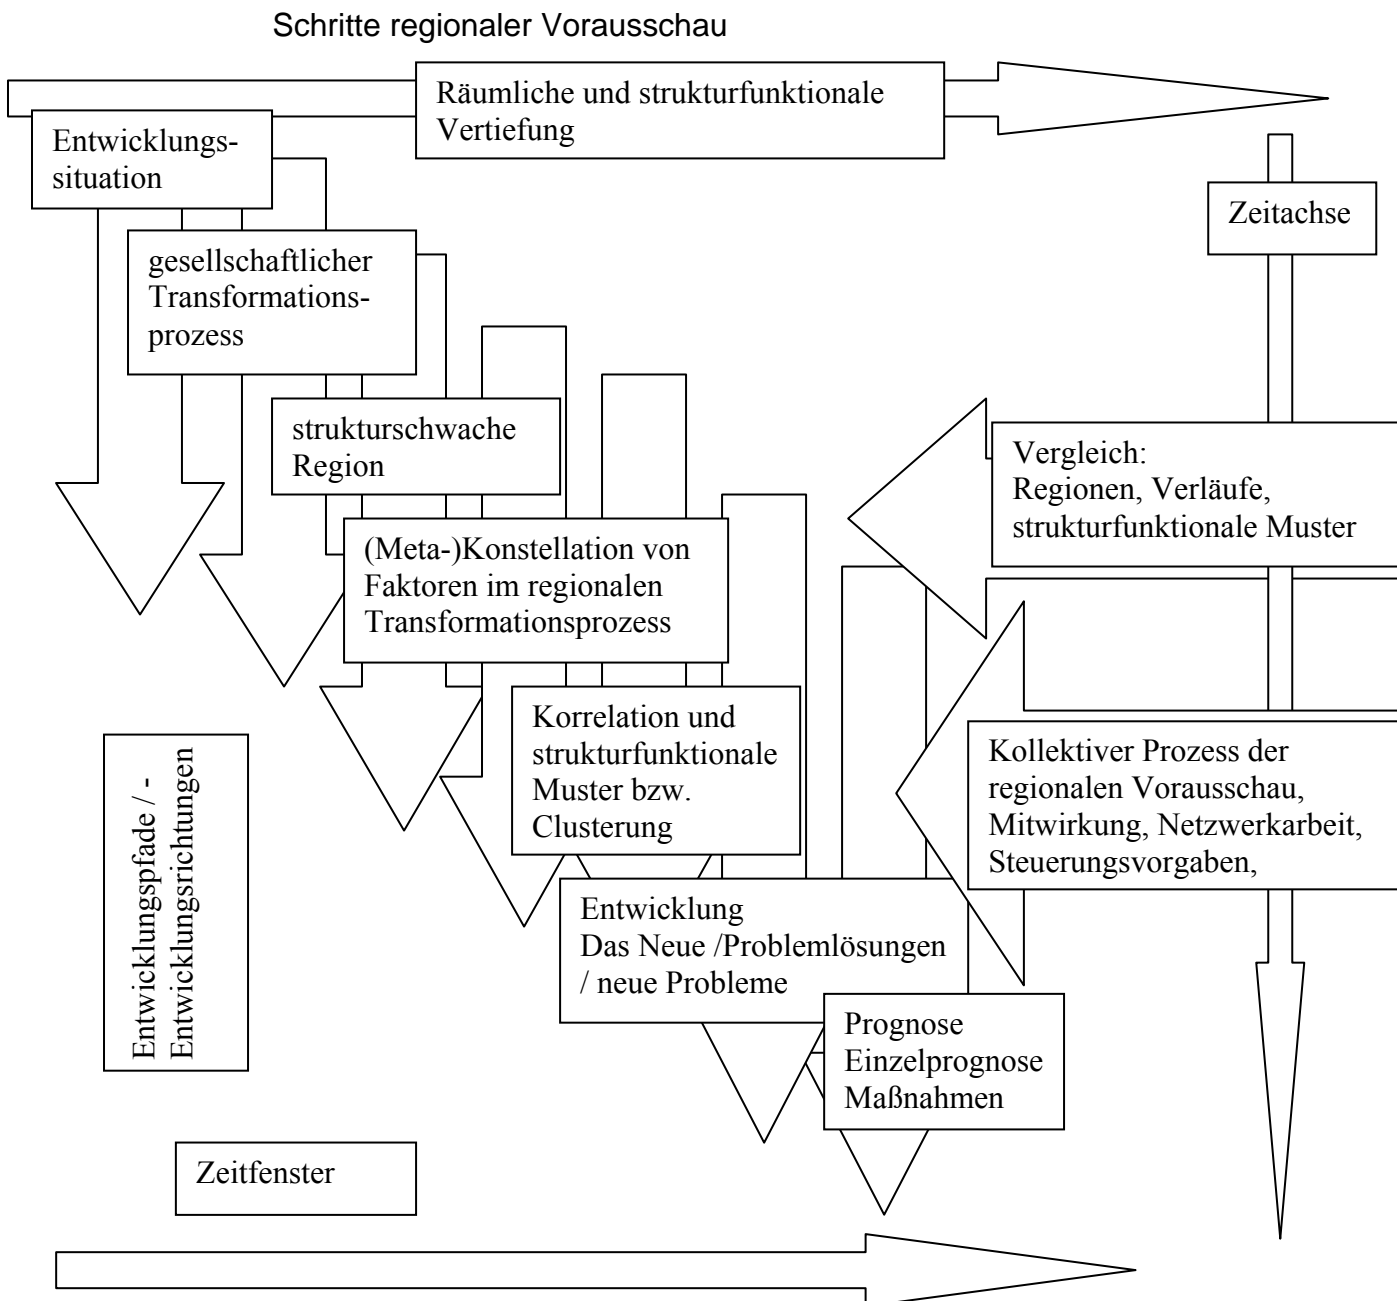 Schritte regionaler Vorausschau
Räumliche und strukturfunktionale
Vertiefung
Entwicklungs-
situation
Zeitachse
gesellschaftlicher
Transformations-
prozess
strukturschwache
Region
Vergleich:
Regionen, Verläufe,
strukturfunktionale Muster
(Meta-)Konstellation von
Faktoren im regionalen
Transformationsprozess
Korrelation und
strukturfunktionale
Muster bzw.
Clusterung
Kollektiver Prozess der
regionalen Vorausschau,
Mitwirkung, Netzwerkarbeit,
Steuerungsvorgaben,
Entwicklungspfade / -
Entwicklungsrichtungen
Entwicklung
Das Neue /Problemlösungen
/ neue Probleme
Prognose
Einzelprognose
Maßnahmen
Zeitfenster